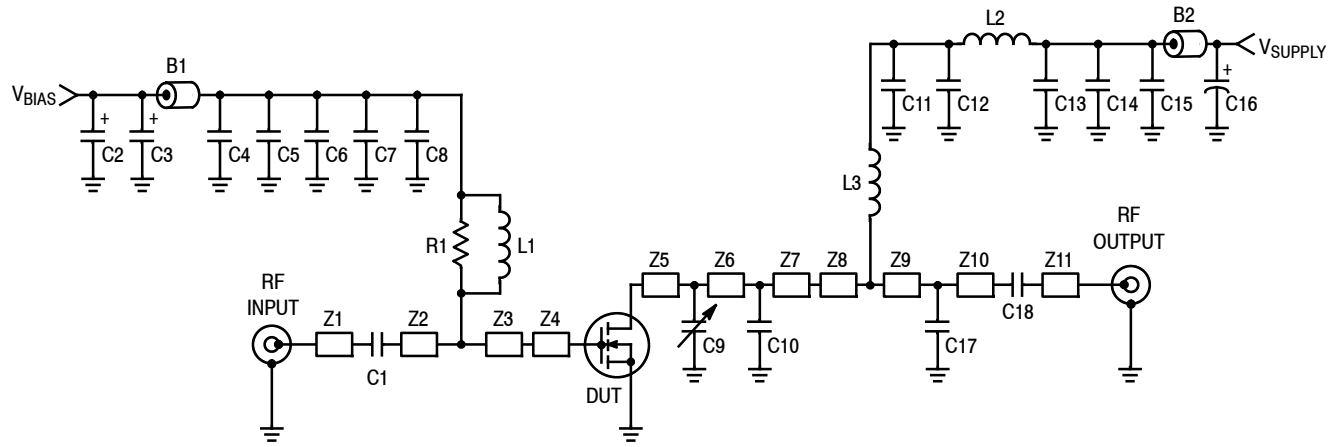 L2
B2
V_SUPPLY
+
C11
C12
C13
C14
C15
C16
B1
V_BIAS
+
+
C2
C3
C4
C5
C6
C7
C8
L3
R1
L1
RF
OUTPUT
Z5
Z6
Z7
Z8
Z9
Z10
Z11
C18
RF
INPUT
Z1
Z2
Z3
Z4
C9
C10
C17
C1
DUT